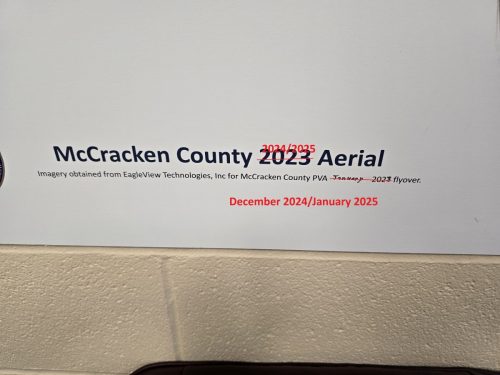 2024/2025
McCracken County 2023 Aerial
Imagery obtained from EagleView Technologies, Inc for McCracken County PVA January 2023 flyover.
December 2024/January 2025